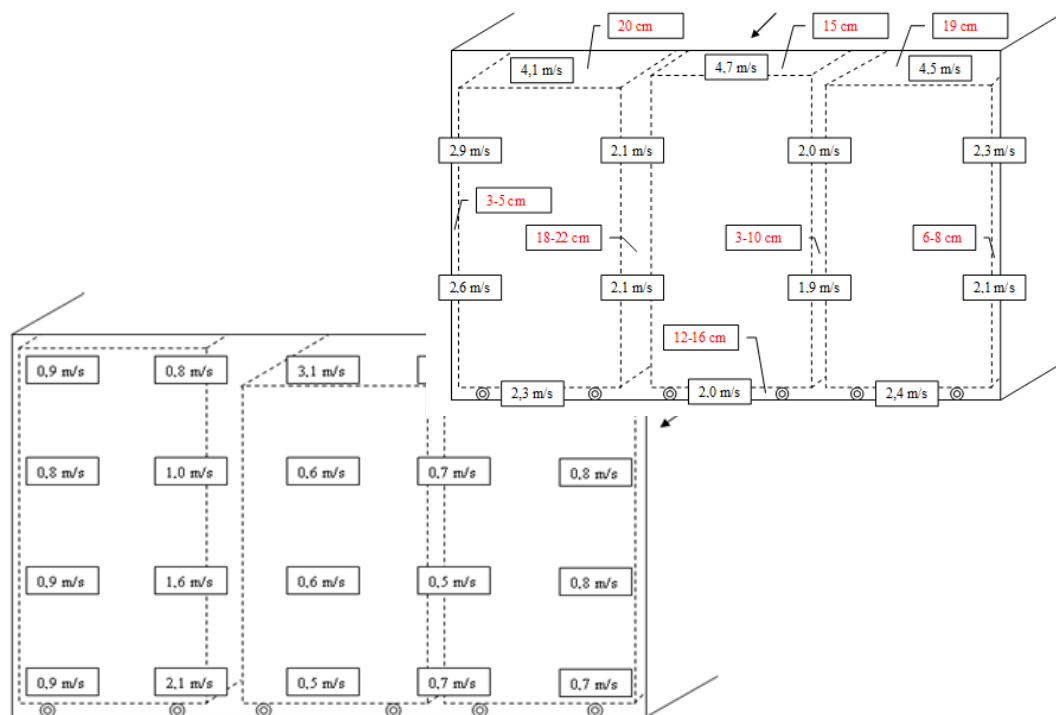 20 cm 15 cm 19 cm
4,1 m/s 4,7 m/s 4,5 m/s
2,9 m/s 2,1 m/s 2,0 m/s 2,3 m/s
3-5 cm
18-22 cm 3-10 cm 6-8 cm
2,6 m/s 2,1 m/s 1,9 m/s 2,1 m/s
12-16 cm
2,3 m/s 2,0 m/s 2,4 m/s
0,9 m/s 0,8 m/s 3,1 m/s
0,8 m/s 1,0 m/s 0,6 m/s 0,7 m/s 0,8 m/s
0,9 m/s 1,6 m/s 0,6 m/s 0,5 m/s 0,8 m/s
0,9 m/s 2,1 m/s 0,5 m/s 0,7 m/s 0,7 m/s